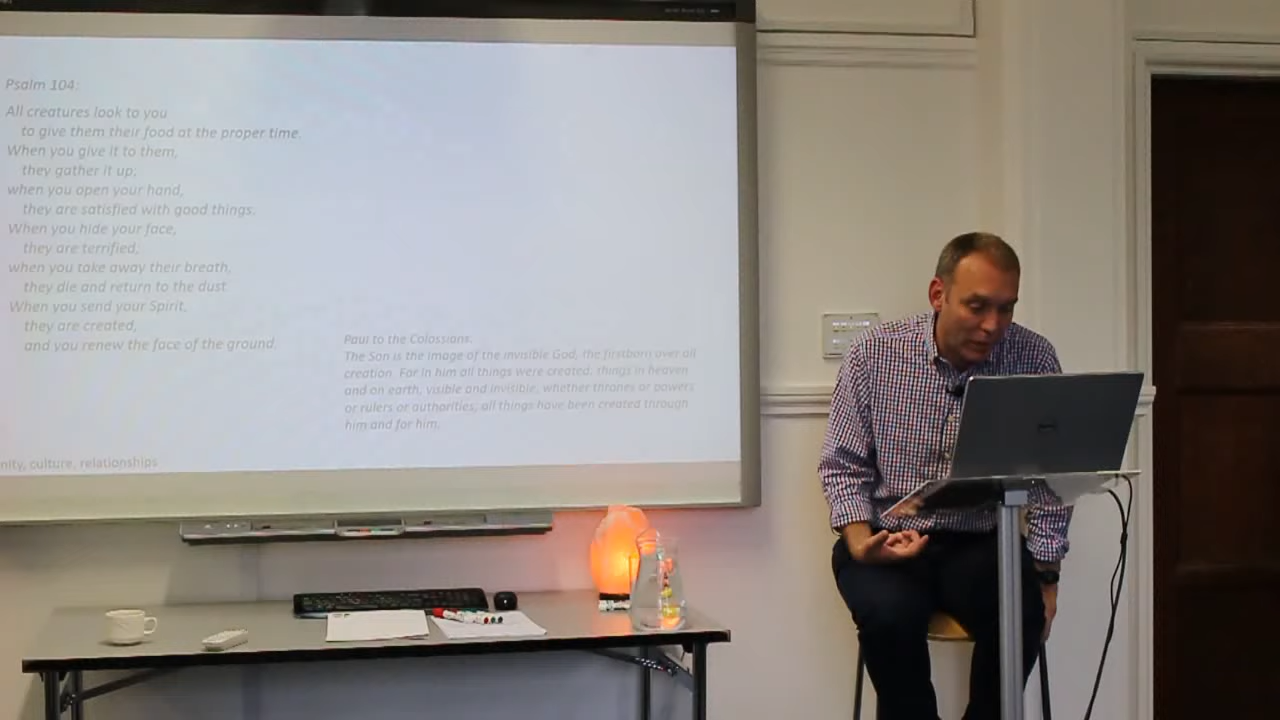 Psalm 104:
All creatures look to you
to give them their food at the proper time.
When you give it to them,
they gather it up;
when you open your hand,
they are satisfied with good things.
When you hide your face,
they are terrified;
when you take away their breath,
they die and return to the dust.
When you send your Spirit,
they are created,
and you renew the face of the ground.
Paul to the Colossians:
The Son is the image of the invisible God, the firstborn over all
creation. For in him all things were created: things in heaven
and on earth, visible and invisible, whether thrones or powers
or rulers or authorities; all things have been created through
him and for him.
culture, relationships
DELL